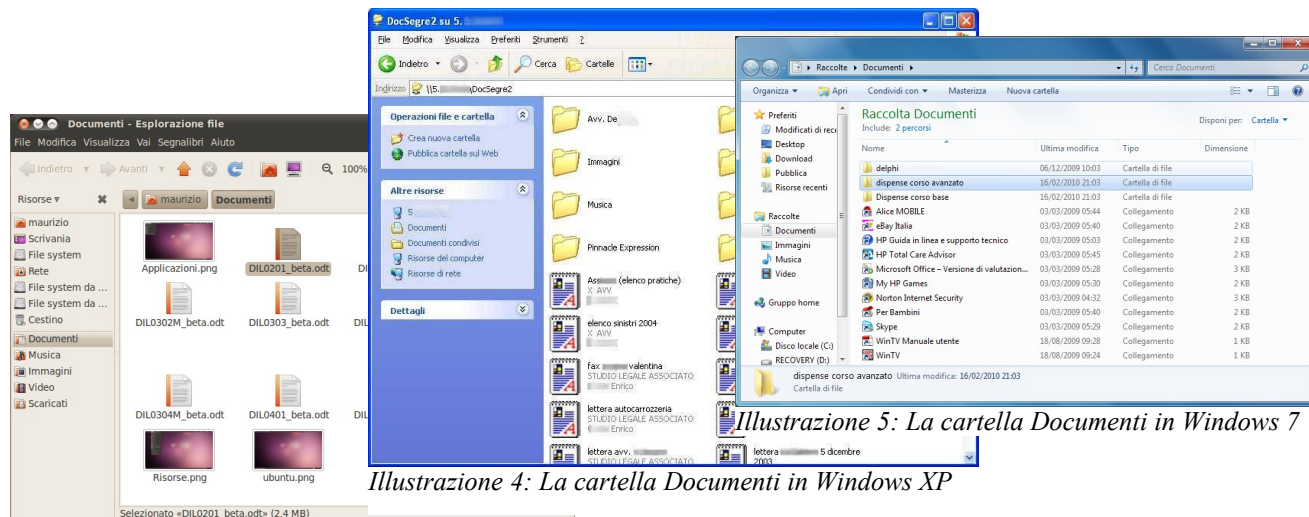 Documenti - Esplorazione file
File Modifica Visualizza Vai Segnalibri Aiuto
Indietro Avanti 100%
Risorse maurizio Documenti
maurizio
Scrivania
File system
Rete
File system da ...
File system da ...
Cestino
Documenti
Musica
Immagini
Video
Scaricati
Applicazioni.png DIL0201_beta.odt
DIL0302M_beta.odt DIL0303_beta.odt DIL
DIL0304M_beta.odt DIL0401_beta.odt DIL
Risorse.png ubuntu.png
Selezionato «DIL0201_beta.odt» (2.4 MB)
DocSegre2 su 5.
File Modifica Visualizza Preferiti Strumenti ?
Indietro Cerca Cartelle
Indirizzo \\5. \DocSegre2
Operazioni file e cartella
Crea nuova cartella
Pubblica cartella sul Web
Altre risorse
5
Documenti
Documenti condivisi
Risorse del computer
Risorse di rete
Dettagli
Avv. De
Immagini
Musica
Pinnacle Expression
(elenco pratiche)
X AVV
elenco sinistri 2004
X AVV
fax valentina
STUDIO LEGALE ASSOCIATO
Enrico
lettera autocarrozzeria
STUDIO LEGALE ASSOCIATO
Enrico
lettera avv.
STUDIO LEGALE ASSOCIATO
lettera 5 dicembre
2003
Illustrazione 4: La cartella Documenti in Windows XP
Raccolte Documenti Cerca Documenti
Organizza Apri Condividi con Masterizza Nuova cartella
Preferiti
Modificati di rece
Desktop
Download
Pubblica
Risorse recenti
Raccolte
Documenti
Immagini
Musica
Video
Gruppo home
Computer
Disco locale (C:)
RECOVERY (D:)
Raccolta Documenti
Include: 2 percorsi
Disponi per: Cartella
Nome Ultima modifica Tipo Dimensione
delphi 06/12/2009 10:03 Cartella di file
dispense corso avanzato 16/02/2010 21:03 Cartella di file
Dispense corso base 16/02/2010 21:03 Cartella di file
Alice MOBILE 03/03/2009 05:44 Collegamento 2 KB
eBay Italia 03/03/2009 05:40 Collegamento 2 KB
HP Guida in linea e supporto tecnico 03/03/2009 05:03 Collegamento 2 KB
HP Total Care Advisor 03/03/2009 05:45 Collegamento 2 KB
Microsoft Office – Versione di valutazion... 03/03/2009 05:28 Collegamento 3 KB
My HP Games 03/03/2009 05:30 Collegamento 2 KB
Norton Internet Security 03/03/2009 04:32 Collegamento 3 KB
Per Bambini 03/03/2009 05:40 Collegamento 2 KB
Skype 03/03/2009 05:29 Collegamento 2 KB
WinTV Manuale utente 18/08/2009 09:28 Collegamento 1 KB
WinTV 18/08/2009 09:24 Collegamento 1 KB
dispense corso avanzato Ultima modifica: 16/02/2010 21:03
Cartella di file
Illustrazione 5: La cartella Documenti in Windows 7